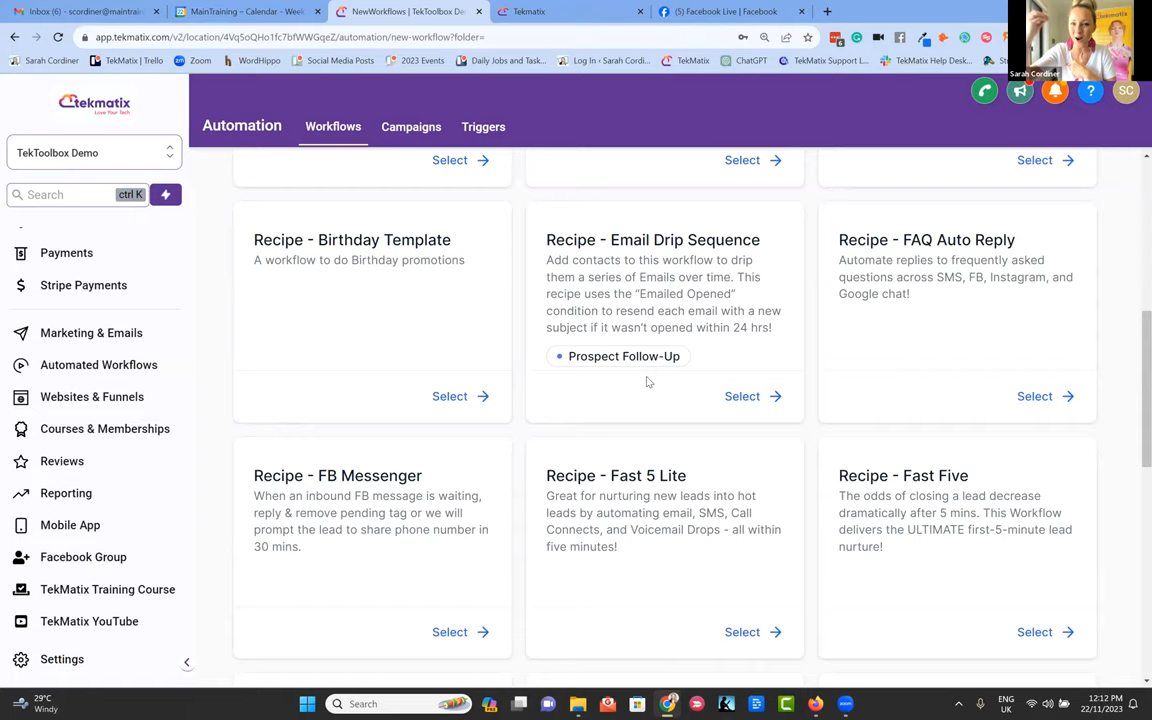 Inbox (6) - scordiner@maintrain
MainTraining - Calendar - Week
NewWorkflows | TekToolbox De
Tekmatix
(5) Facebook Live | Facebook
app.tekmatix.com/v2/location/4Vq5oQHo1fc7bfWWGqeZ/automation/new-workflow?folder=
Sarah Cordiner
TekMatix | Trello
Zoom
WordHippo
Social Media Posts
2023 Events
Daily Jobs and Task...
Log In ‹ Sarah Cordi...
TekMatix
ChatGPT
TekMatix Support L...
TekMatix Help Desk...
Sarah Cordiner
tekmatix
Love Your Tech
Automation
Workflows
Campaigns
Triggers
SC
TekToolbox Demo
Search
ctrl K
Payments
Stripe Payments
Marketing & Emails
Automated Workflows
Websites & Funnels
Courses & Memberships
Reviews
Reporting
Mobile App
Facebook Group
TekMatix Training Course
TekMatix YouTube
Settings
Select
Select
Select
Recipe - Birthday Template
A workflow to do Birthday promotions
Select
Recipe - Email Drip Sequence
Add contacts to this workflow to drip
them a series of Emails over time. This
recipe uses the “Emailed Opened”
condition to resend each email with a new
subject if it wasn’t opened within 24 hrs!
Prospect Follow-Up
Select
Recipe - FAQ Auto Reply
Automate replies to frequently asked
questions across SMS, FB, Instagram, and
Google chat!
Select
Recipe - FB Messenger
When an inbound FB message is waiting,
reply & remove pending tag or we will
prompt the lead to share phone number in
30 mins.
Select
Recipe - Fast 5 Lite
Great for nurturing new leads into hot
leads by automating email, SMS, Call
Connects, and Voicemail Drops - all within
five minutes!
Select
Recipe - Fast Five
The odds of closing a lead decrease
dramatically after 5 mins. This Workflow
delivers the ULTIMATE first-5-minute lead
nurture!
Select
29°C
Windy
Search
ENG
UK
12:12 PM
22/11/2023